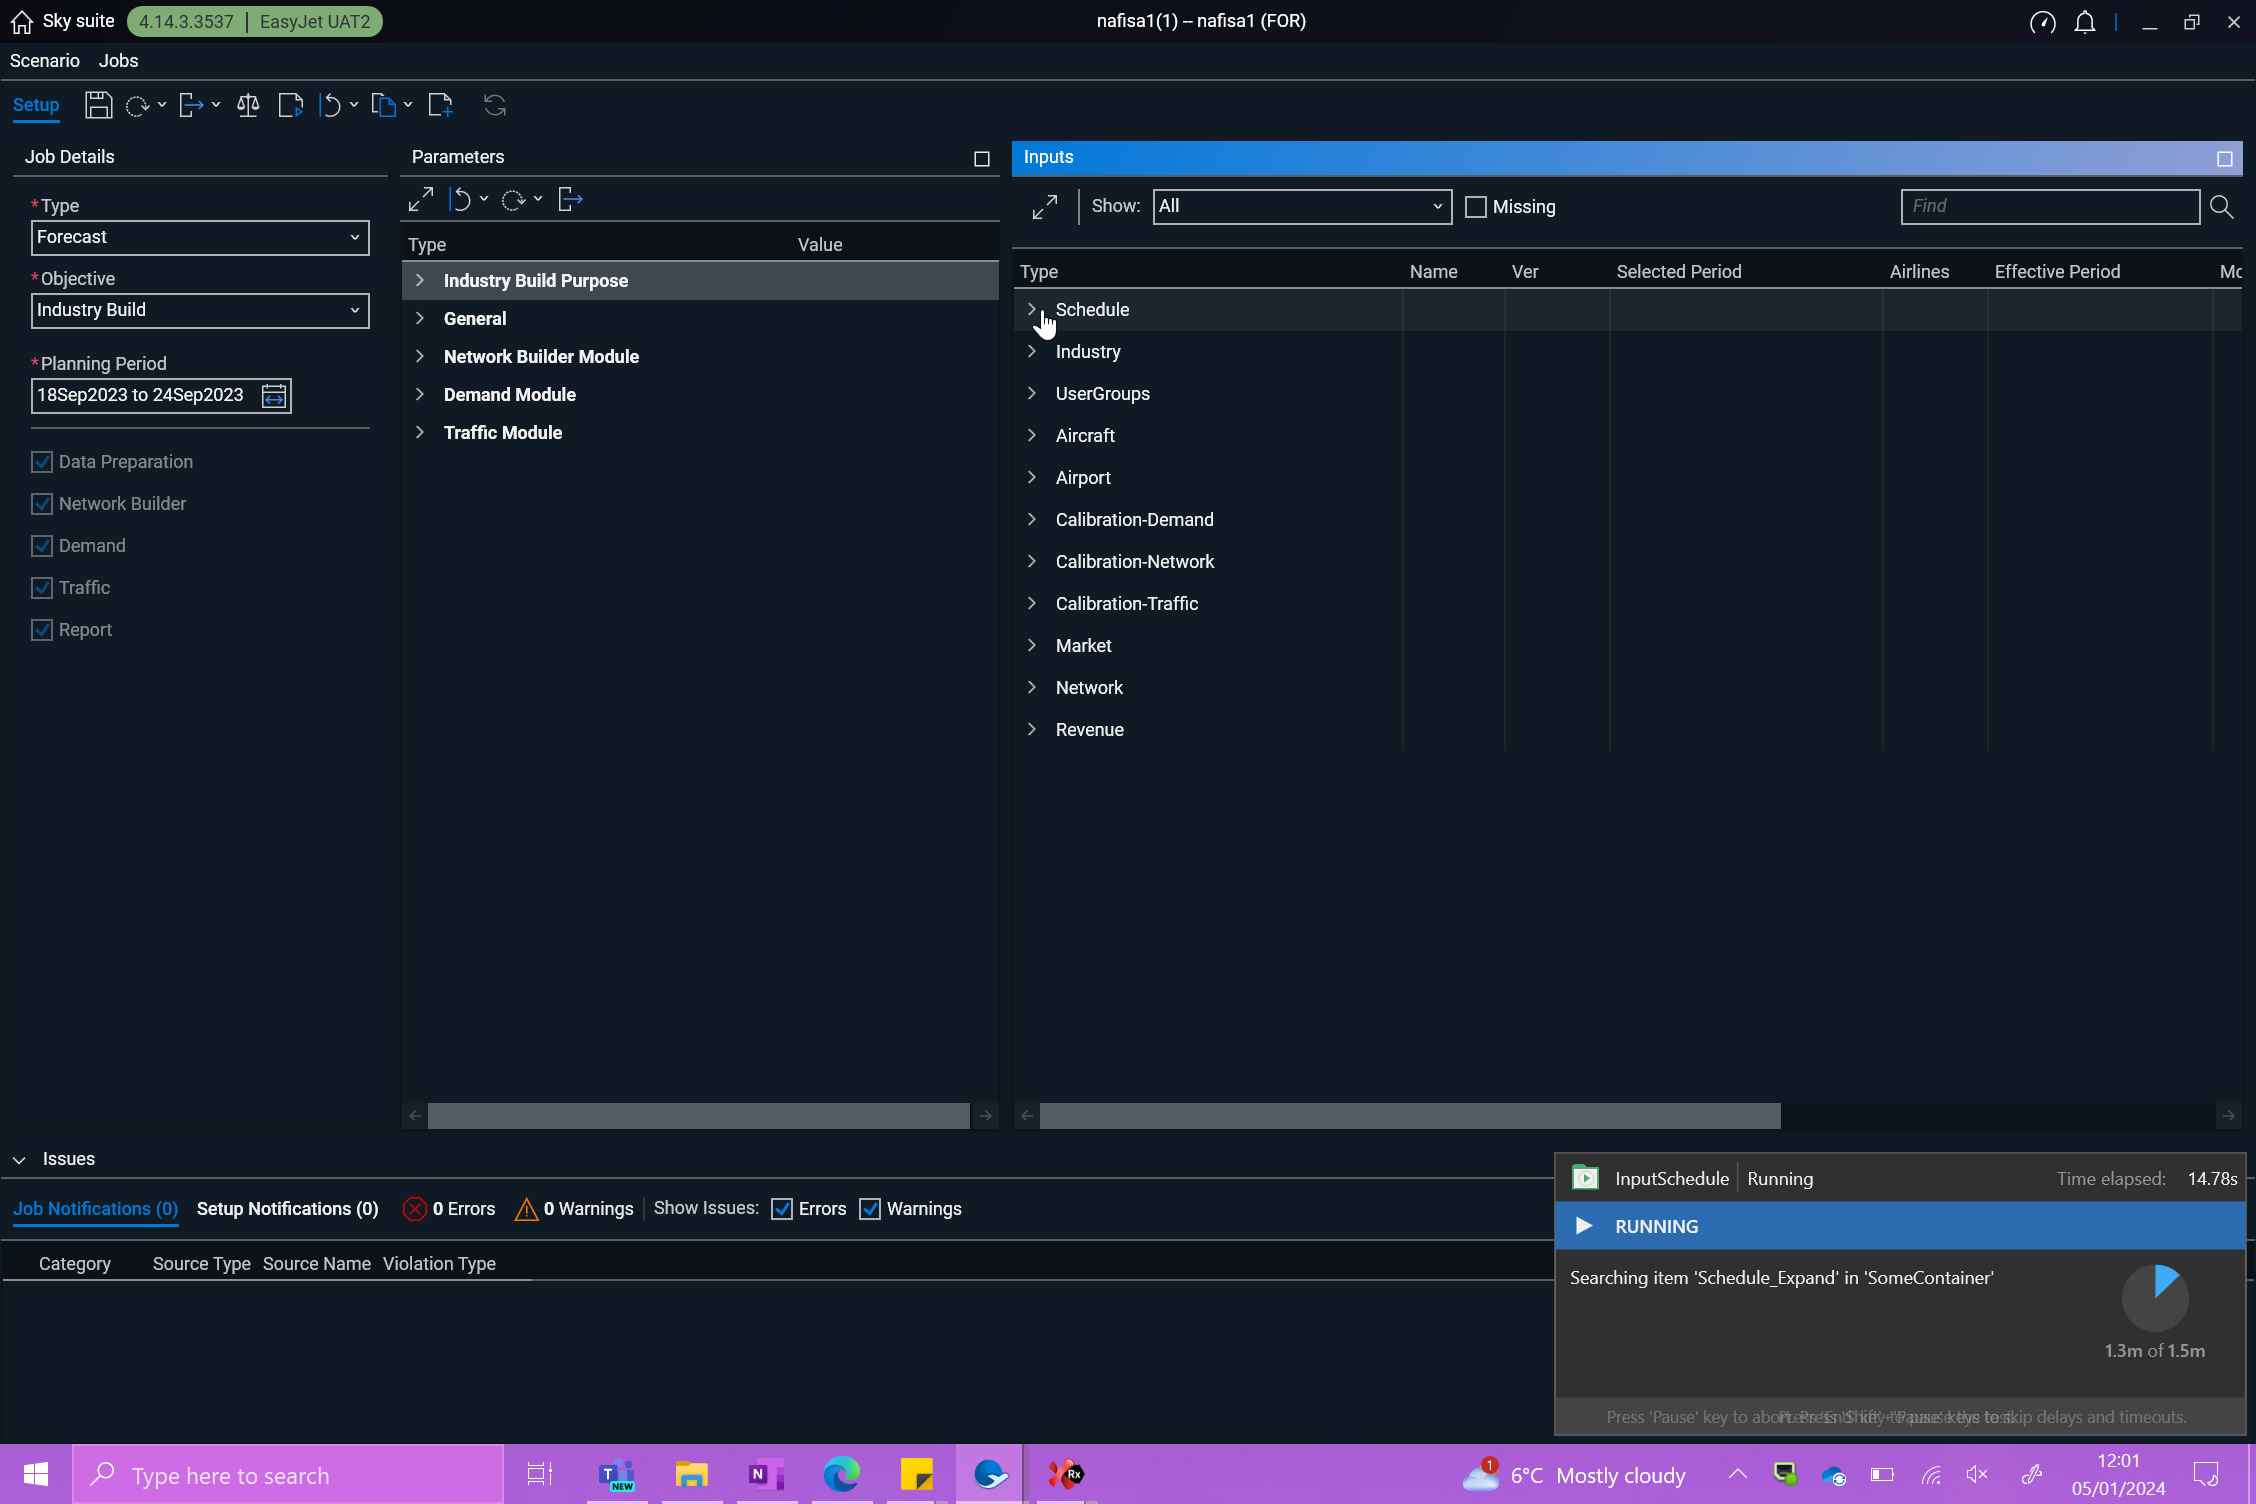 Sky suite 4.14.3.3537 | EasyJet UAT2
nafisa1(1) – nafisa1 (FOR)
Scenario Jobs
Setup
Job Details
*Type
Forecast
*Objective
Industry Build
*Planning Period
18Sep2023 to 24Sep2023
Data Preparation
Network Builder
Demand
Traffic
Report
Parameters
Type Value
Industry Build Purpose
General
Network Builder Module
Demand Module
Traffic Module
Inputs
Show: All Missing Find
Type Name Ver Selected Period Airlines Effective Period
Schedule
Industry
UserGroups
Aircraft
Airport
Calibration-Demand
Calibration-Network
Calibration-Traffic
Market
Network
Revenue
Issues
Job Notifications (0) Setup Notifications (0) 0 Errors 0 Warnings Show Issues: Errors Warnings
Category Source Type Source Name Violation Type
InputSchedule | Running Time elapsed: 14.78s
RUNNING
Searching item 'Schedule_Expand' in 'SomeContainer'
1.3m of 1.5m
Press 'Pause' key to abort. skip delays and timeouts.
Type here to search
T NEW
N
Rx
1
6°C Mostly cloudy
12:01
05/01/2024